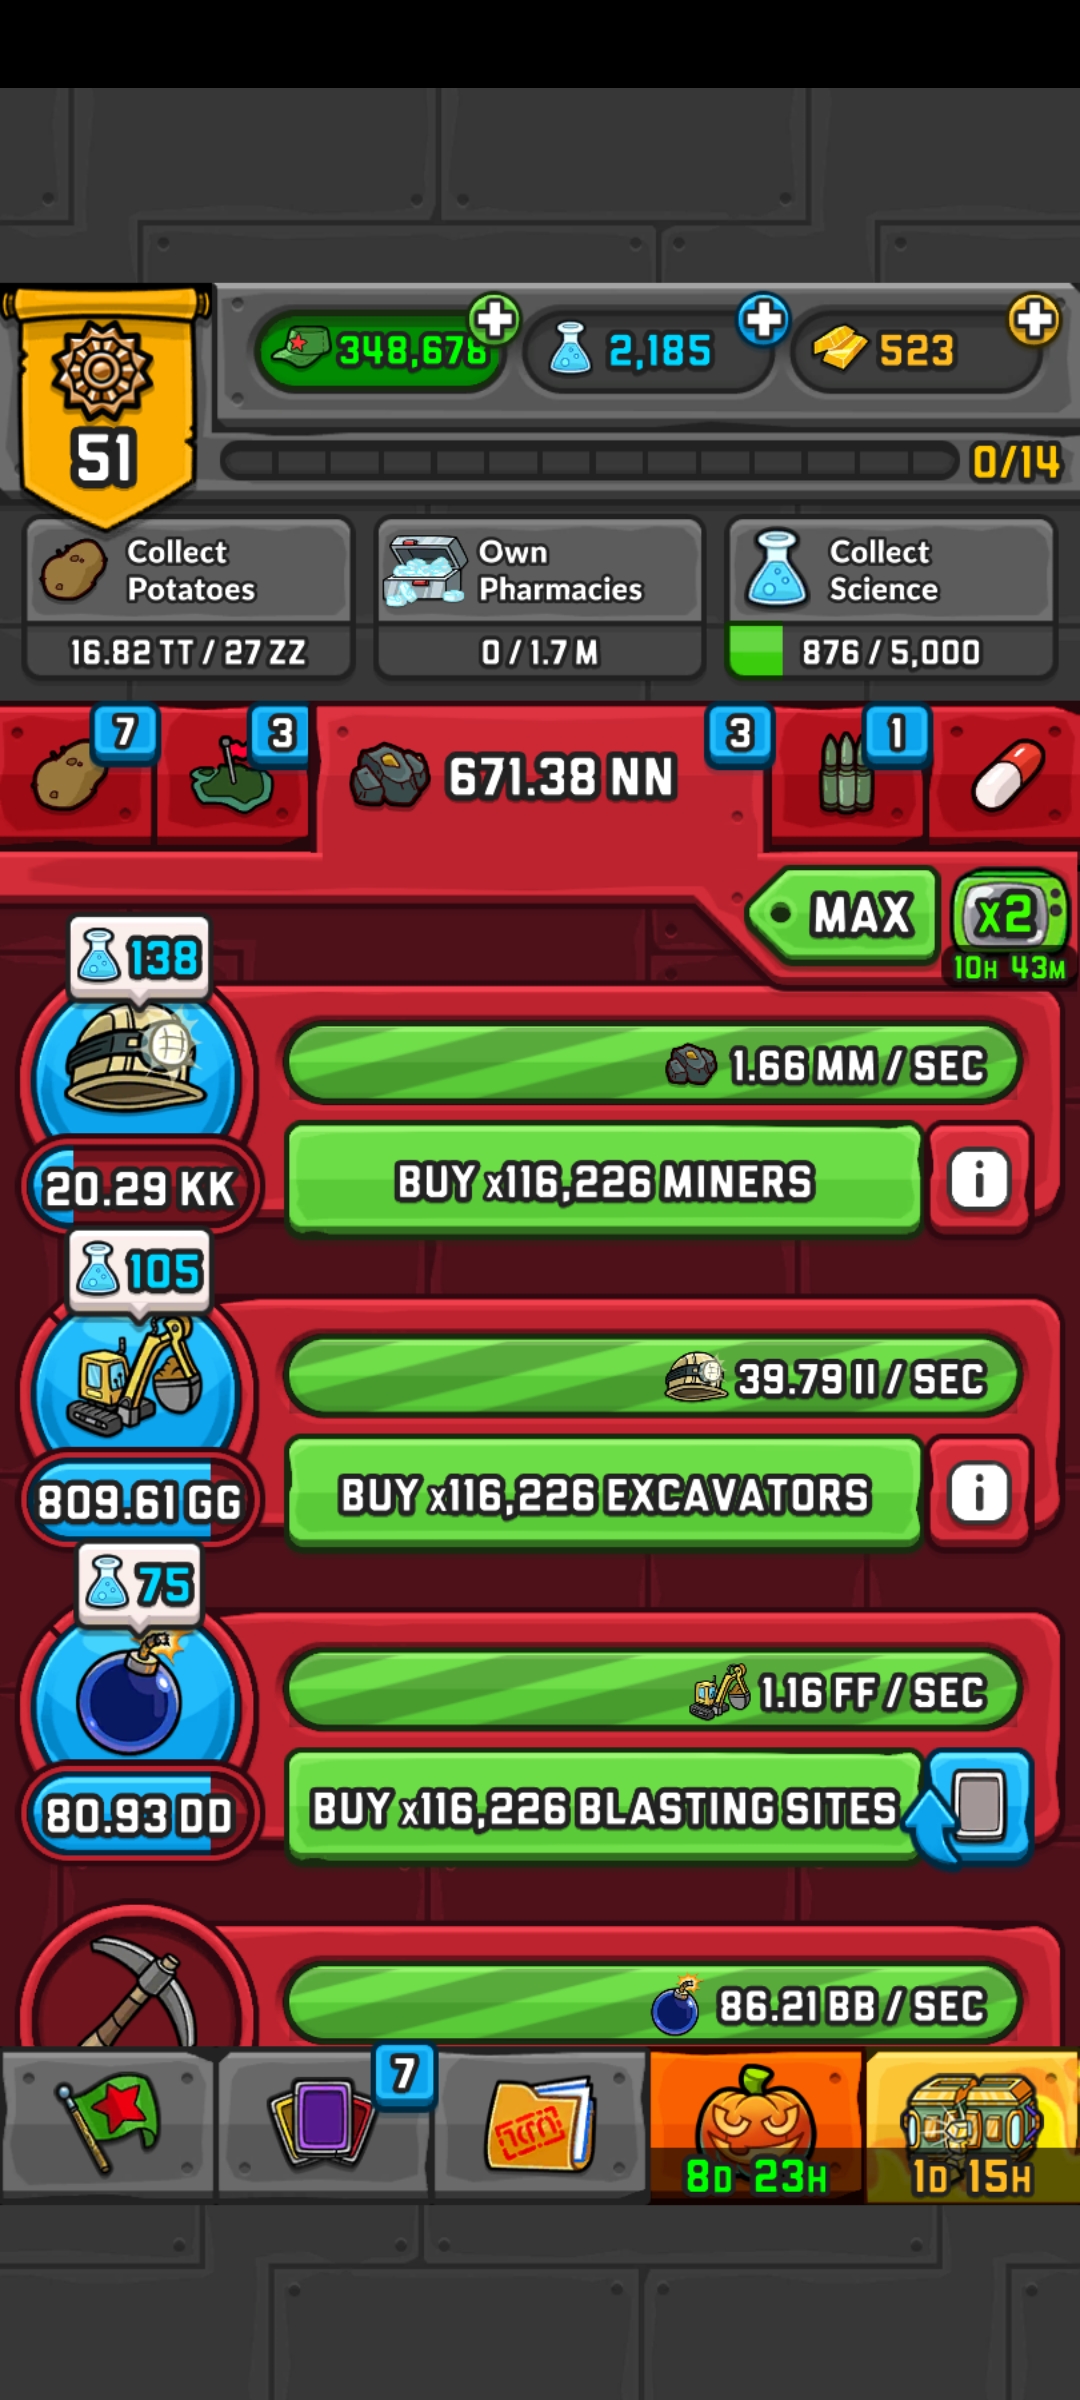 51
348,678
2,185
523
0/14
Collect
Potatoes
16.82 TT / 27 ZZ
Own
Pharmacies
0 / 1.7 M
Collect
Science
876 / 5,000
7
3
671.38 NN
3
1
MAX
x2
10H 43M
138
1.66 MM / SEC
20.29 KK
BUY x116,226 MINERS
i
105
39.79 II / SEC
809.61 GG
BUY x116,226 EXCAVATORS
i
75
1.16 FF / SEC
80.93 DD
BUY x116,226 BLASTING SITES
86.21 BB / SEC
7
8D 23H
1D 15H